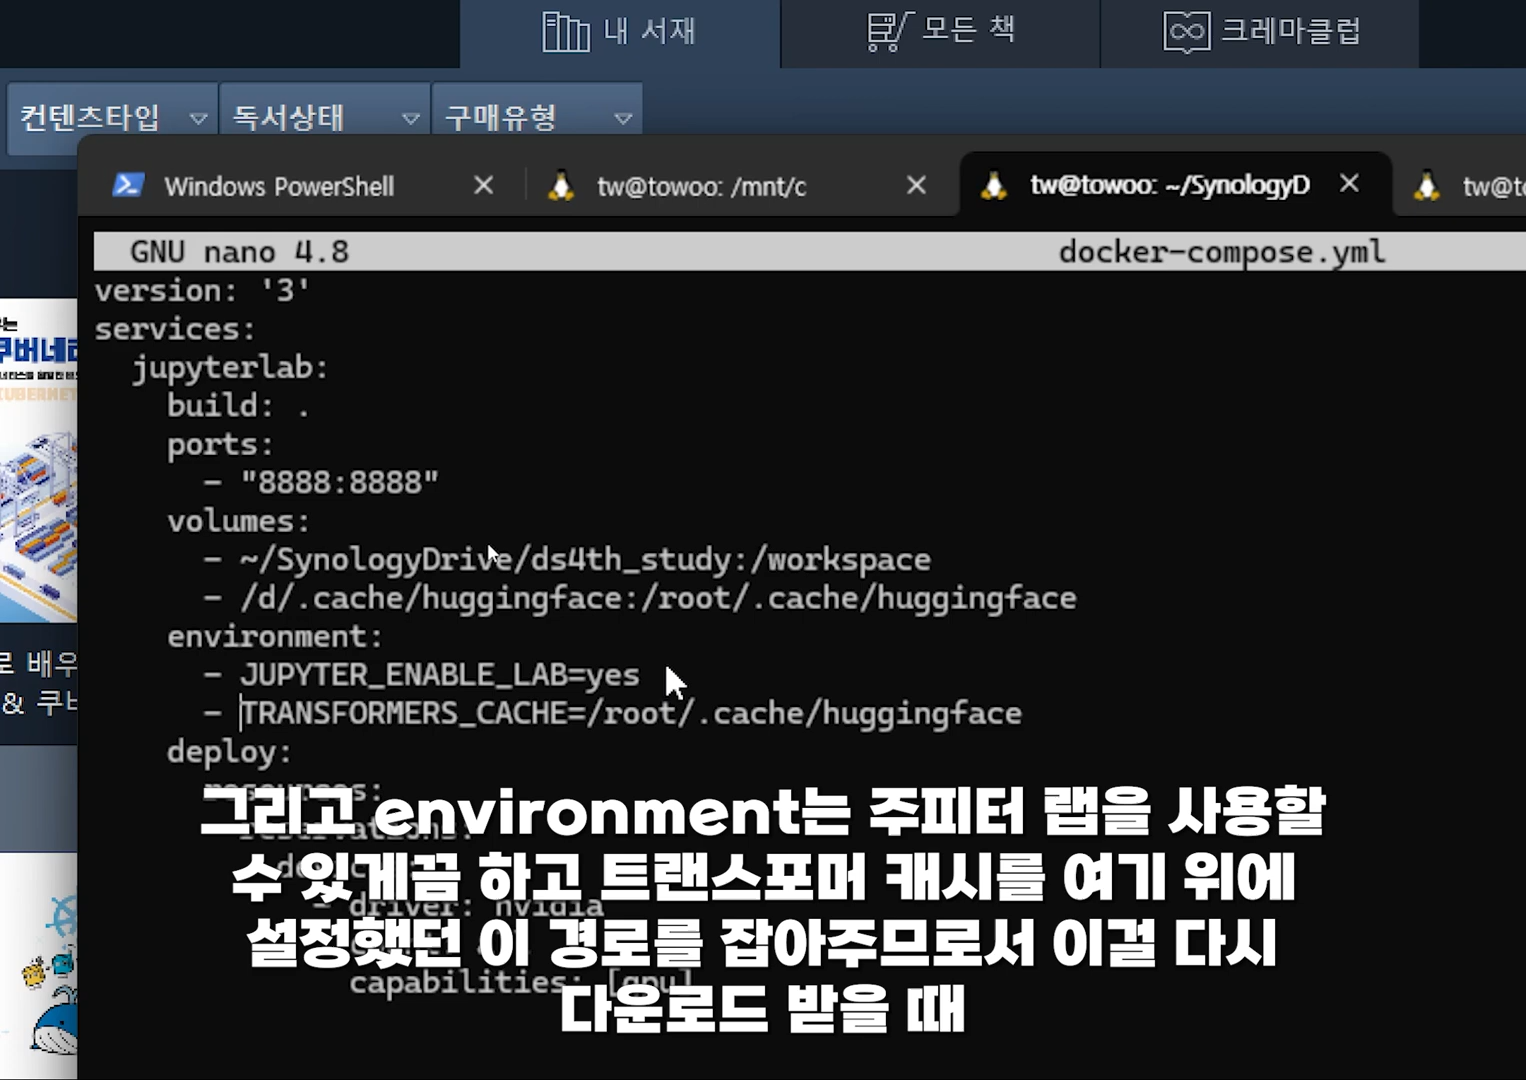 내 서재
모든 책
크레마클럽
컨텐츠타입
독서상태
구매유형
Windows PowerShell
tw@towoo: /mnt/c
tw@towoo: ~/SynologyD
GNU nano 4.8
docker-compose.yml
version: '3'
services:
jupyterlab:
build: .
ports:
- "8888:8888"
volumes:
- ~/SynologyDrive/ds4th_study:/workspace
- /d/.cache/huggingface:/root/.cache/huggingface
environment:
- JUPYTER_ENABLE_LAB=yes
- TRANSFORMERS_CACHE=/root/.cache/huggingface
deploy:
- driver: nvidia
capabilities: [gpu]
그리고 environment는 주피터 랩을 사용할
수 있게끔 하고 트랜스포머 캐시를 여기 위에
설정했던 이 경로를 잡아주므로서 이걸 다시
다운로드 받을 때